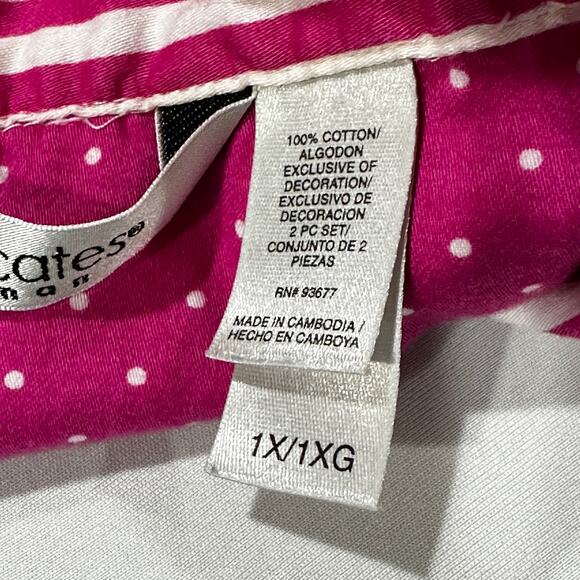 cates®
man
100% COTTON/
ALGODON
EXCLUSIVE OF
DECORATION/
EXCLUSIVO DE
DECORACION
2 PC SET/
CONJUNTO DE 2
PIEZAS
RN# 93677
MADE IN CAMBODIA/
HECHO EN CAMBOYA
1X/1XG